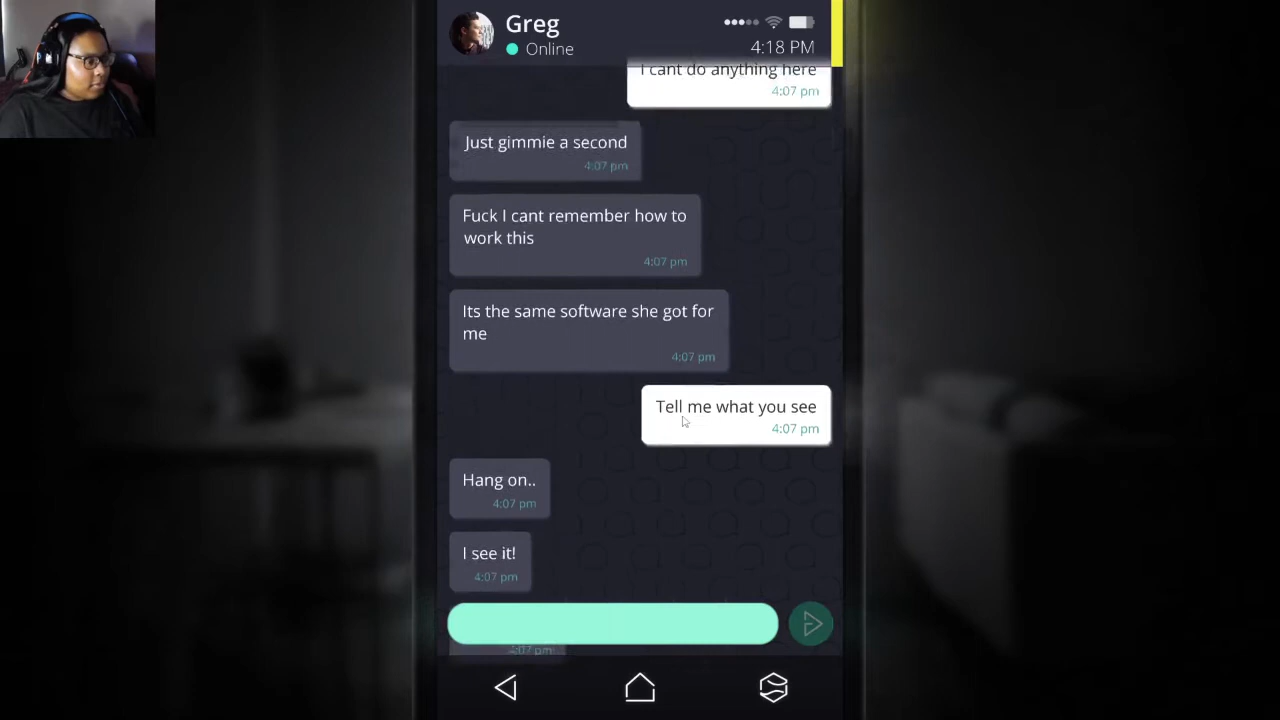 Greg
Online
4:18 PM
I cant do anything here
4:07 pm
Just gimmie a second
4:07 pm
Fuck I cant remember how to
work this
4:07 pm
Its the same software she got for
me
4:07 pm
Tell me what you see
4:07 pm
Hang on..
4:07 pm
I see it!
4:07 pm
4:07 pm